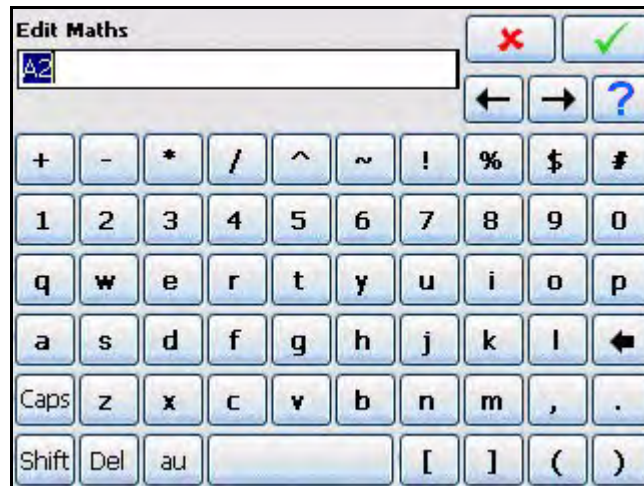 Edit Maths
A2
?
+ - * / ^ ~ ! % $ #
1 2 3 4 5 6 7 8 9 0
q w e r t y u i o p
a s d f g h j k l
Caps z x c v b n m , .
Shift Del au [ ] ( )